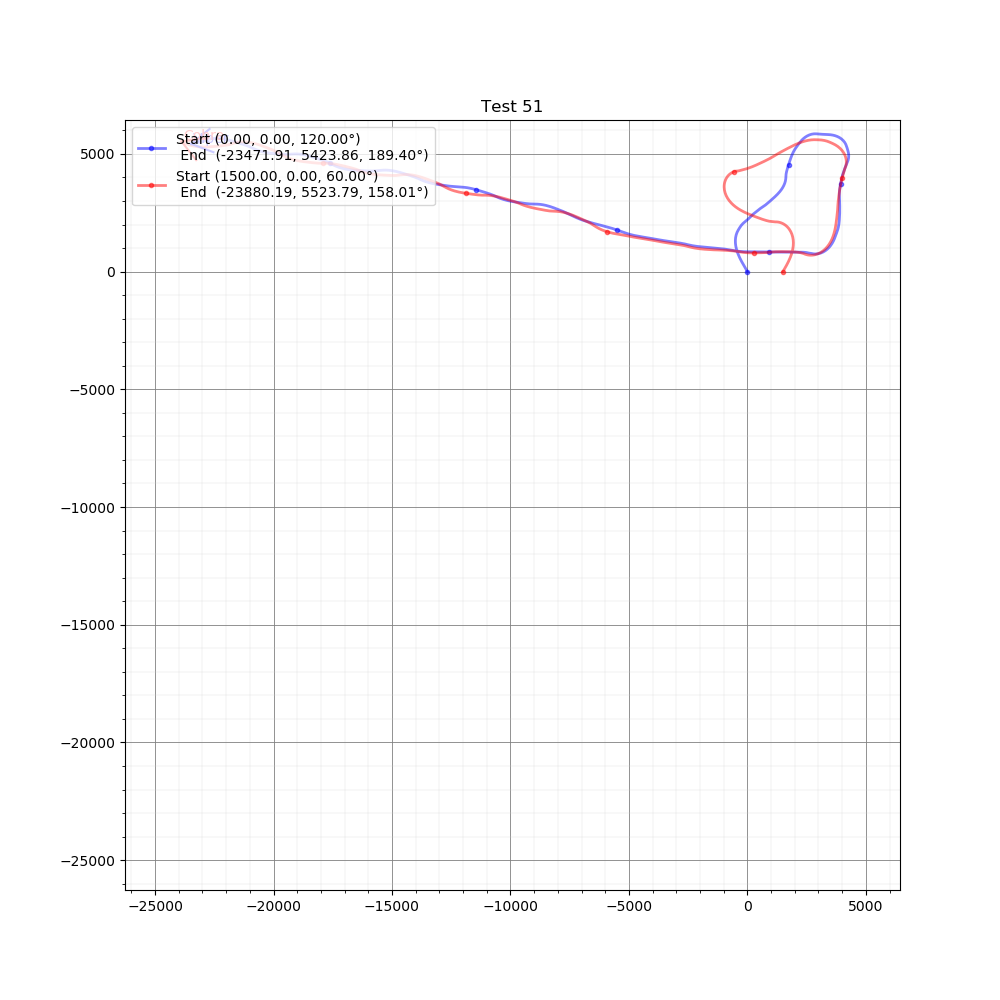 Test 51
Start (0.00, 0.00, 120.00°)
End  (-23471.91, 5423.86, 189.40°)
Start (1500.00, 0.00, 60.00°)
End  (-23880.19, 5523.79, 158.01°)
5000
0
−5000
−10000
−15000
−20000
−25000
−25000 −20000 −15000 −10000 −5000 0 5000